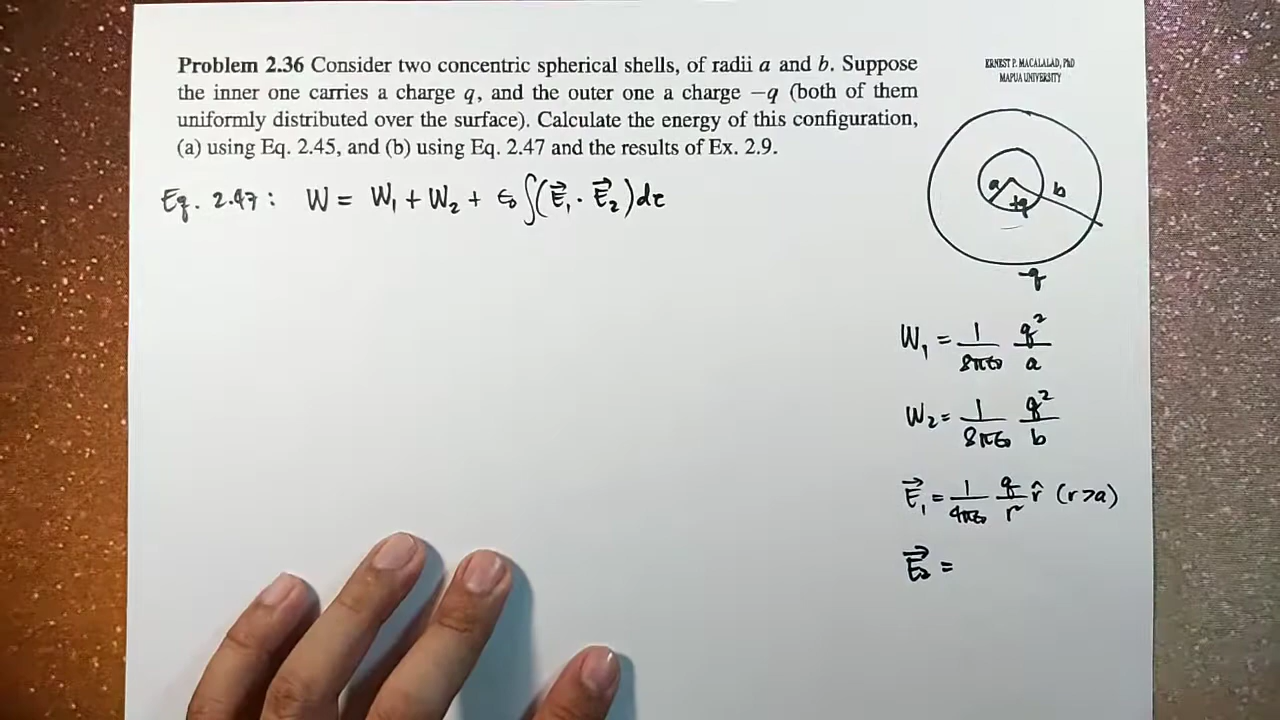 Problem 2.36 Consider two concentric spherical shells, of radii a and b. Suppose
the inner one carries a charge q, and the outer one a charge −q (both of them
uniformly distributed over the surface). Calculate the energy of this configuration,
(a) using Eq. 2.45, and (b) using Eq. 2.47 and the results of Ex. 2.9.
ERNEST P. MACALALAD, PhD
MAPUA UNIVERSITY
Eq. 2.47: W = W₁ + W₂ + ε₀ ∫(E⃗₁ · E⃗₂)dτ
a b
+q
-q
W₁ = 1/8πε₀ q²/a
W₂ = 1/8πε₀ q²/b
E⃗₁ = 1/4πε₀ q/r r̂ (r>a)
E⃗₂ =